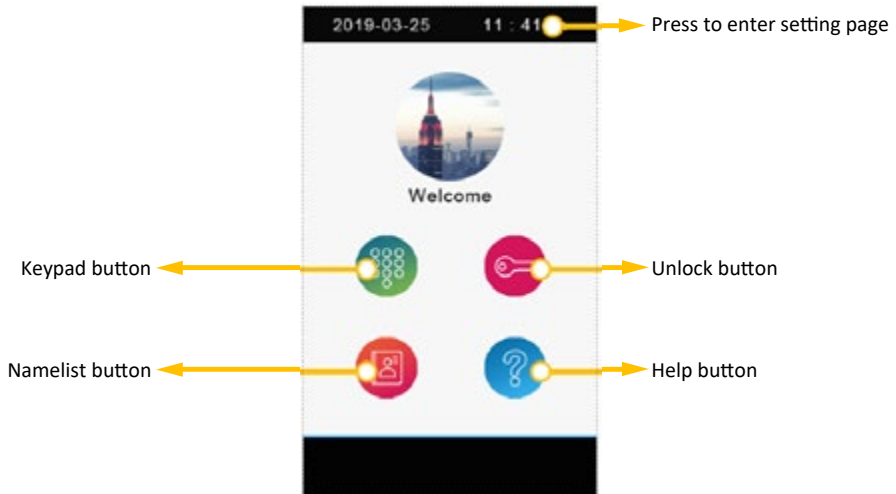 2019-03-25 11 : 41
Press to enter setting page
Welcome
Keypad button
Unlock button
Namelist button
Help button